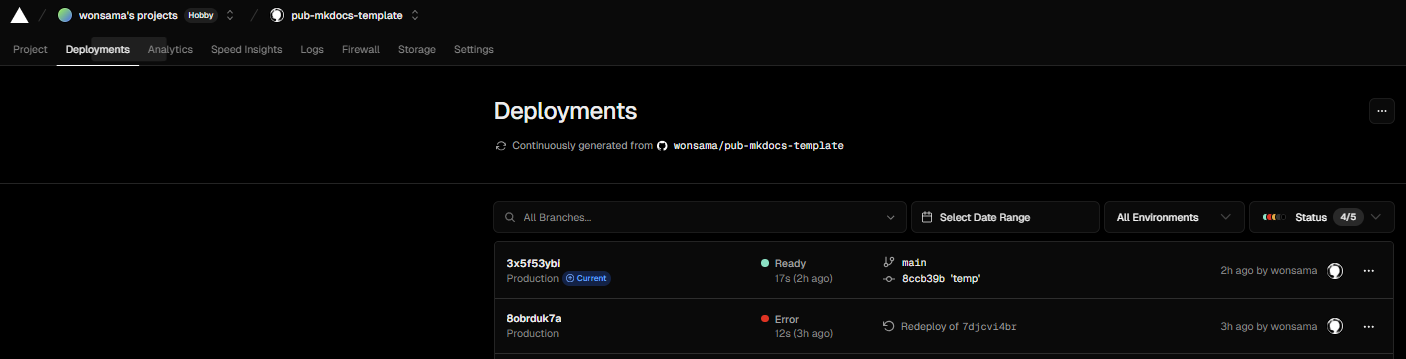 wonsama's projects Hobby pub-mkdocs-template
Project Deployments Analytics Speed Insights Logs Firewall Storage Settings
Deployments
Continuously generated from wonsama/pub-mkdocs-template
All Branches... Select Date Range All Environments Status 4/5
3x5f53ybi Ready main
Production Current 17s (2h ago) 8ccb39b 'temp' 2h ago by wonsama
8obrduk7a Error
Production 12s (3h ago) Redeploy of 7djcvi4br 3h ago by wonsama